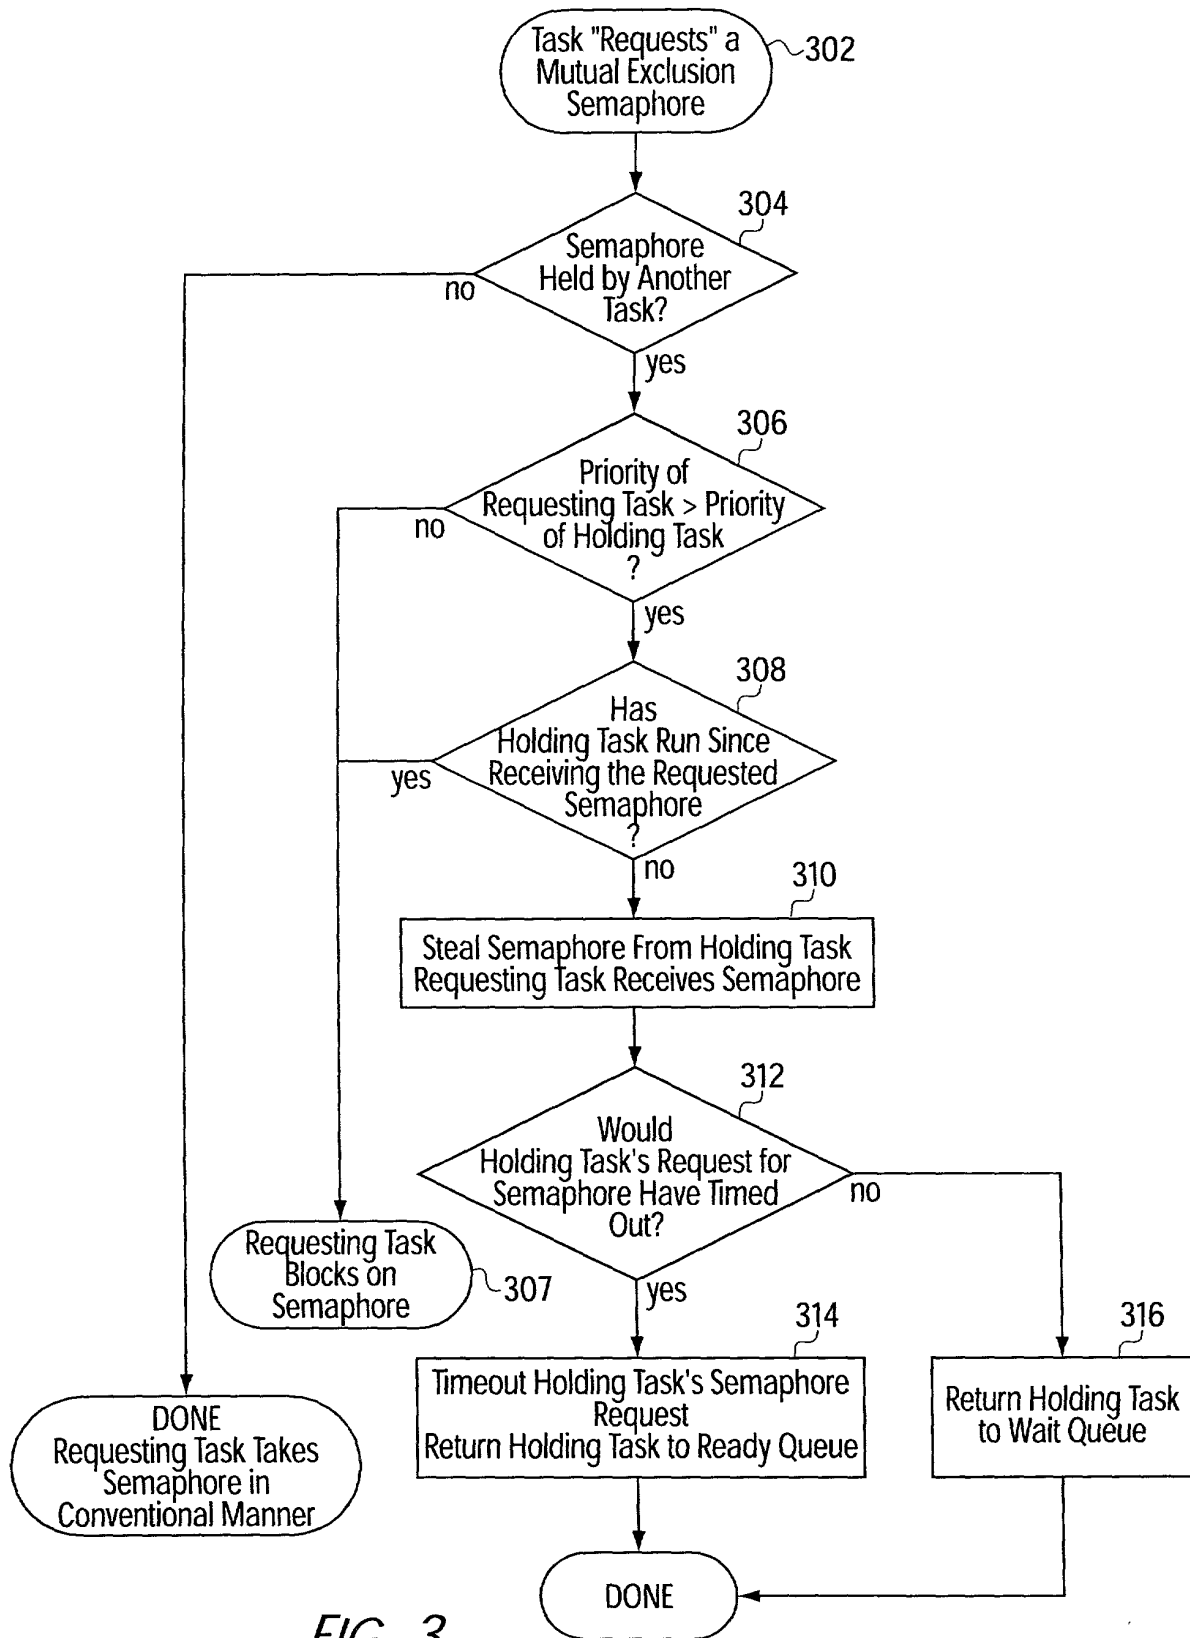 Task "Requests" a
Mutual Exclusion
Semaphore
302
304
Semaphore
Held by Another
Task?
no
yes
306
Priority of
Requesting Task > Priority
of Holding Task
?
no
yes
308
Has
Holding Task Run Since
Receiving the Requested
Semaphore
?
yes
no
310
Steal Semaphore From Holding Task
Requesting Task Receives Semaphore
312
Would
Holding Task's Request for
Semaphore Have Timed
Out?
no
yes
Requesting Task
Blocks on
Semaphore
307
314
Timeout Holding Task's Semaphore
Request
Return Holding Task to Ready Queue
316
Return Holding Task
to Wait Queue
DONE
Requesting Task Takes
Semaphore in
Conventional Manner
DONE
FIG. 3